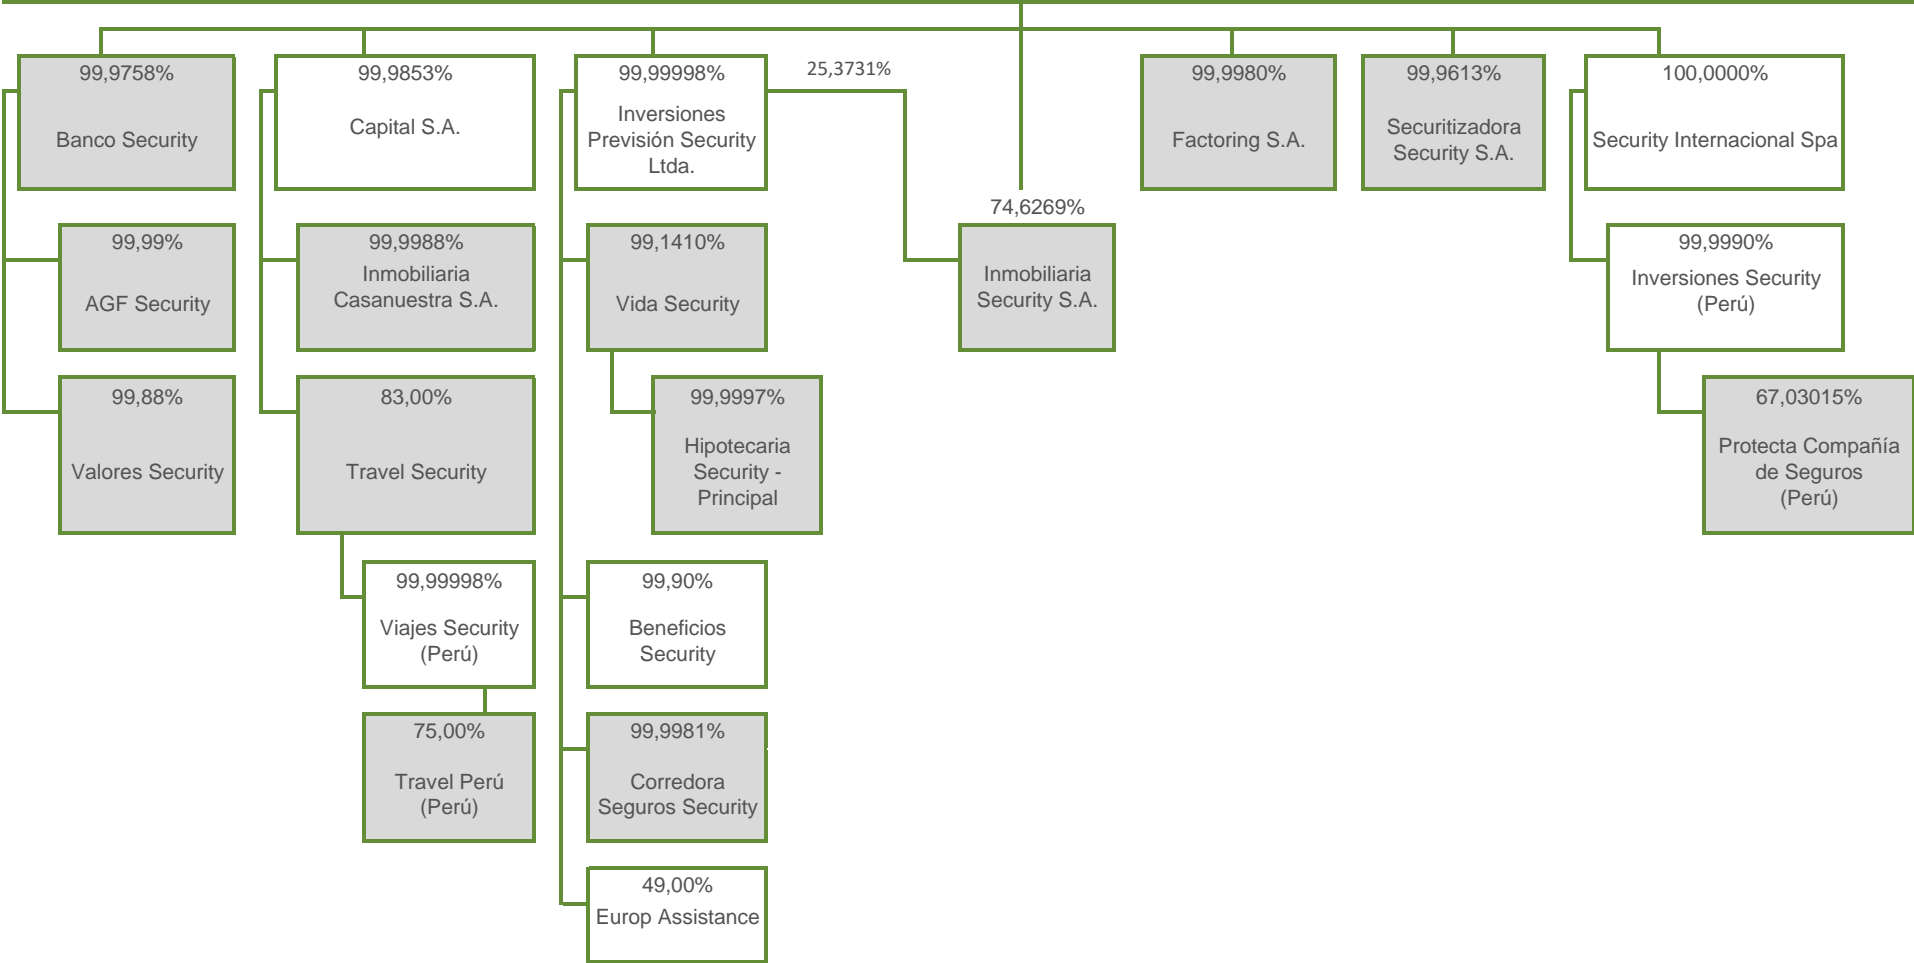 99,9758%
Banco Security
99,9853%
Capital S.A.
99,99998%
Inversiones
Previsión Security
Ltda.
25,3731%
74,6269%
Inmobiliaria
Security S.A.
99,9980%
Factoring S.A.
99,9613%
Securitizadora
Security S.A.
100,0000%
Security Internacional Spa
99,99%
AGF Security
99,9988%
Inmobiliaria
Casanuestra S.A.
99,1410%
Vida Security
99,9990%
Inversiones Security
(Perú)
99,88%
Valores Security
83,00%
Travel Security
99,9997%
Hipotecaria
Security -
Principal
67,03015%
Protecta Compañía
de Seguros
(Perú)
99,99998%
Viajes Security
(Perú)
99,90%
Beneficios
Security
75,00%
Travel Perú
(Perú)
99,9981%
Corredora
Seguros Security
49,00%
Europ Assistance